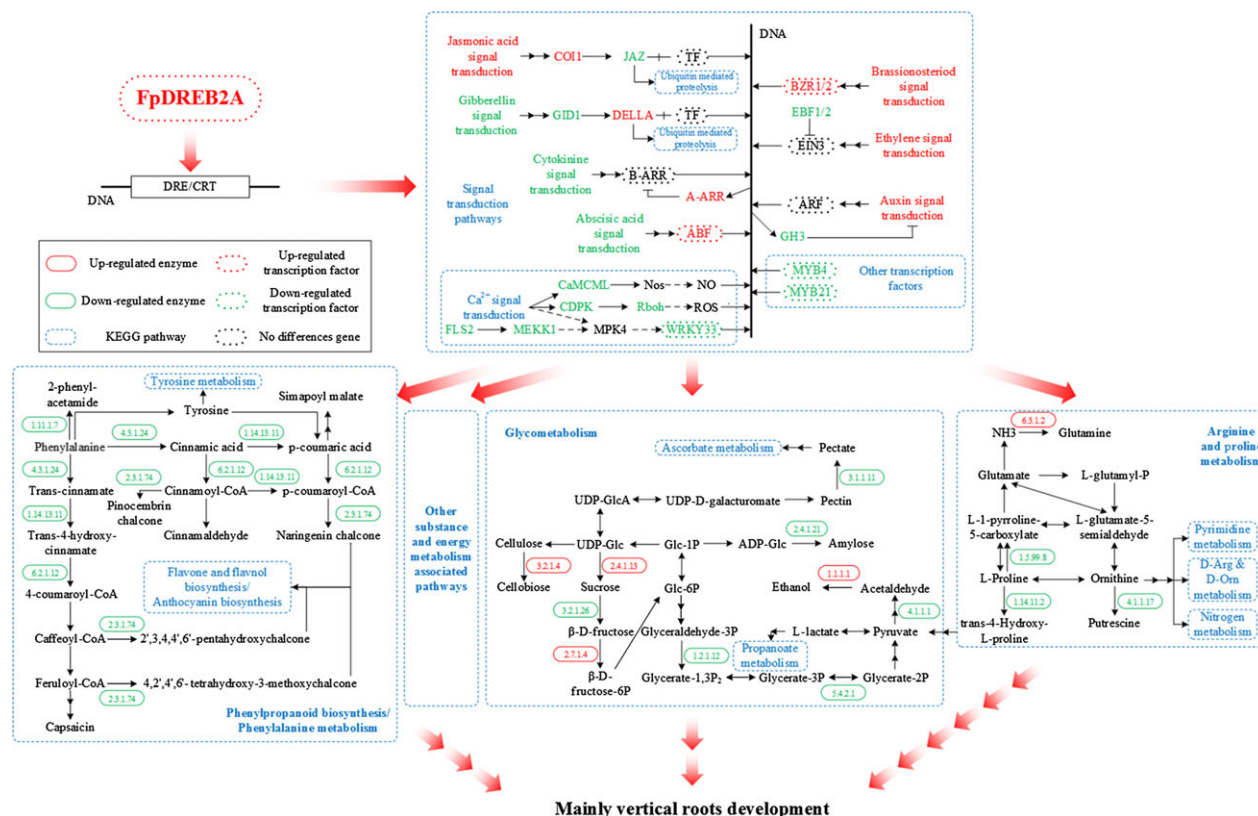 FpDREB2A
DRE/CRT
DNA
Up-regulated enzyme
Up-regulated
transcription factor
Down-regulated enzyme
Down-regulated
transcription factor
KEGG pathway
No differences gene
DNA
Jasmonic acid
signal
transduction
COI1
JAZ
TF
Ubiquitin mediated
proteolysis
Gibberellin
signal
transduction
GID1
DELLA
TF
Ubiquitin mediated
proteolysis
Cytokinine
signal
transduction
B-ARR
A-ARR
Signal
transduction
pathways
Abscisic acid
signal
transduction
ABF
BZR1/2
Brassionosteriod
signal
transduction
EBF1/2
EIN3
Ethylene signal
transduction
ARF
Auxin signal
transduction
GH3
MYB4
MYB21
Other transcription
factors
Ca2+ signal
transduction
CaMCML
Nos
NO
CDPK
Rboh
ROS
FLS2
MEKK1
MPK4
WRKY33
2-phenyl-
acetamide
Tyrosine metabolism
Tyrosine
Simapoyl malate
1.11.1.7
Phenylalanine
4.3.1.24
Cinnamic acid
1.14.13.11
p-coumaric acid
4.3.1.24
6.2.1.12
6.2.1.12
Trans-cinnamate
2.3.1.74
Cinnamoyl-CoA
1.14.13.11
p-coumaroyl-CoA
Pinocembrin
chalcone
1.14.13.11
2.3.1.74
Trans-4-hydroxy-
cinnamate
Cinnamaldehyde
Naringenin chalcone
6.2.1.12
4-coumaroyl-CoA
Flavone and flavnol
biosynthesis/
Anthocyanin biosynthesis
2.3.1.74
Caffeoyl-CoA
2',3,4,4',6'-pentahydroxychalcone
Feruloyl-CoA
4,2',4',6'- tetrahydroxy-3-methoxychalcone
2.3.1.74
Capsaicin
Phenylpropanoid biosynthesis/
Phenylalanine metabolism
Other
substance
and energy
metabolism
associated
pathways
Glycometabolism
Ascorbate metabolism
Pectate
3.1.1.11
UDP-GlcA
UDP-D-galacturomate
Pectin
2.4.1.21
Cellulose
UDP-Glc
Glc-1P
ADP-Glc
Amylose
3.2.1.4
2.4.1.13
1.1.1.1
Cellobiose
Sucrose
Glc-6P
Ethanol
Acetaldehyde
3.2.1.26
4.1.1.1
β-D-fructose
Glyceraldehyde-3P
L-lactate
Pyruvate
2.7.1.4
1.2.1.12
Propanoate
metabolism
β-D-
fructose-6P
Glycerate-1,3P2
Glycerate-3P
Glycerate-2P
5.4.2.1
6.3.1.2
NH3
Glutamine
Arginine
and proline
metabolism
Glutamate
L-glutamyl-P
L-1-pyrroline-
5-carboxylate
L-glutamate-5-
semialdehyde
Pyrimidine
metabolism
1.5.99.8
L-Proline
Ornithine
D-Arg &
D-Orn
metabolism
1.14.11.2
4.1.1.17
trans-4-Hydroxy-
L-proline
Putrescine
Nitrogen
metabolism
Mainly vertical roots development